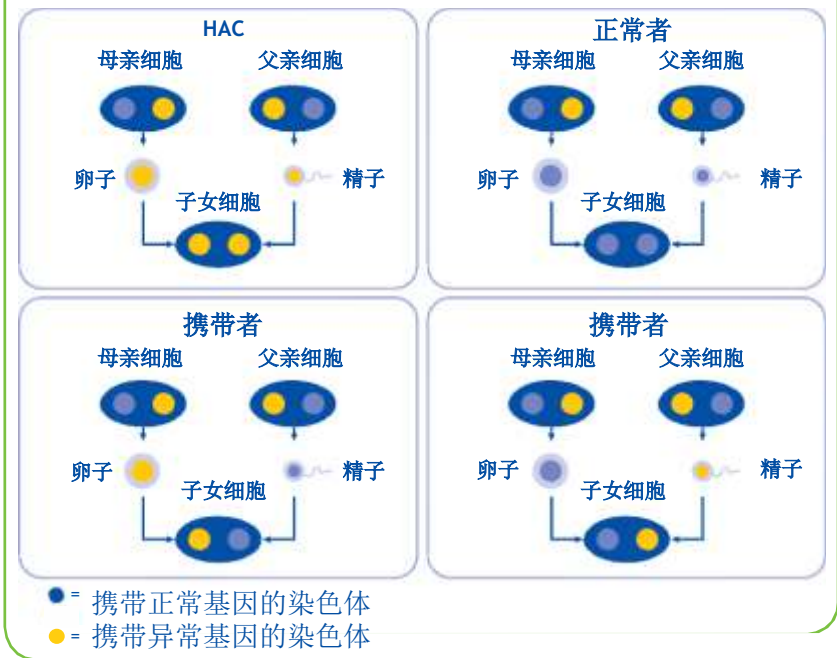 HAC
母亲细胞 父亲细胞
卵子 精子
子女细胞
正常者
母亲细胞 父亲细胞
卵子 精子
子女细胞
携带者
母亲细胞 父亲细胞
卵子 精子
子女细胞
携带者
母亲细胞 父亲细胞
卵子 精子
子女细胞
= 携带正常基因的染色体
= 携带异常基因的染色体